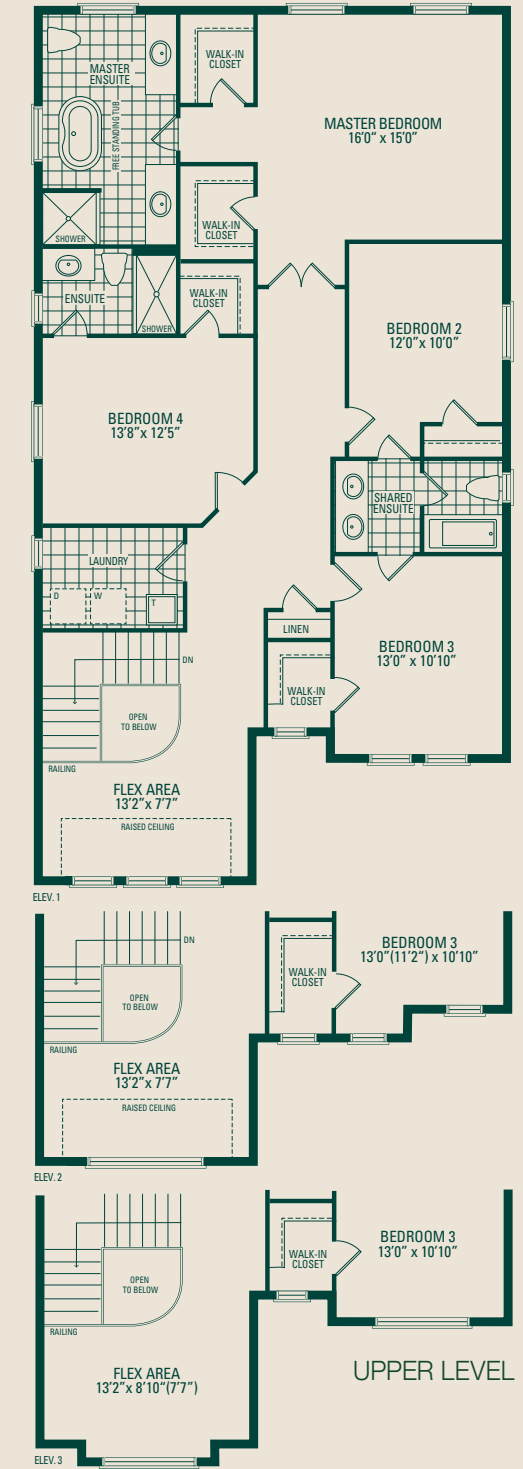 MASTER
ENSUITE
FREE STANDING TUB
WALK-IN
CLOSET
MASTER BEDROOM
16'0" x 15'0"
SHOWER
WALK-IN
CLOSET
ENSUITE
SHOWER
WALK-IN
CLOSET
BEDROOM 2
12'0" x 10'0"
BEDROOM 4
13'8" x 12'5"
SHARED
ENSUITE
LAUNDRY
D
W
T
LINEN
BEDROOM 3
13'0" x 10'10"
DN
WALK-IN
CLOSET
OPEN
TO BELOW
RAILING
FLEX AREA
13'2" x 7'7"
RAISED CEILING
ELEV. 1
DN
BEDROOM 3
13'0"(11'2") x 10'10"
WALK-IN
CLOSET
OPEN
TO BELOW
RAILING
FLEX AREA
13'2" x 7'7"
RAISED CEILING
ELEV. 2
BEDROOM 3
13'0" x 10'10"
WALK-IN
CLOSET
OPEN
TO BELOW
RAILING
FLEX AREA
13'2" x 8'10"(7'7")
UPPER LEVEL
ELEV. 3